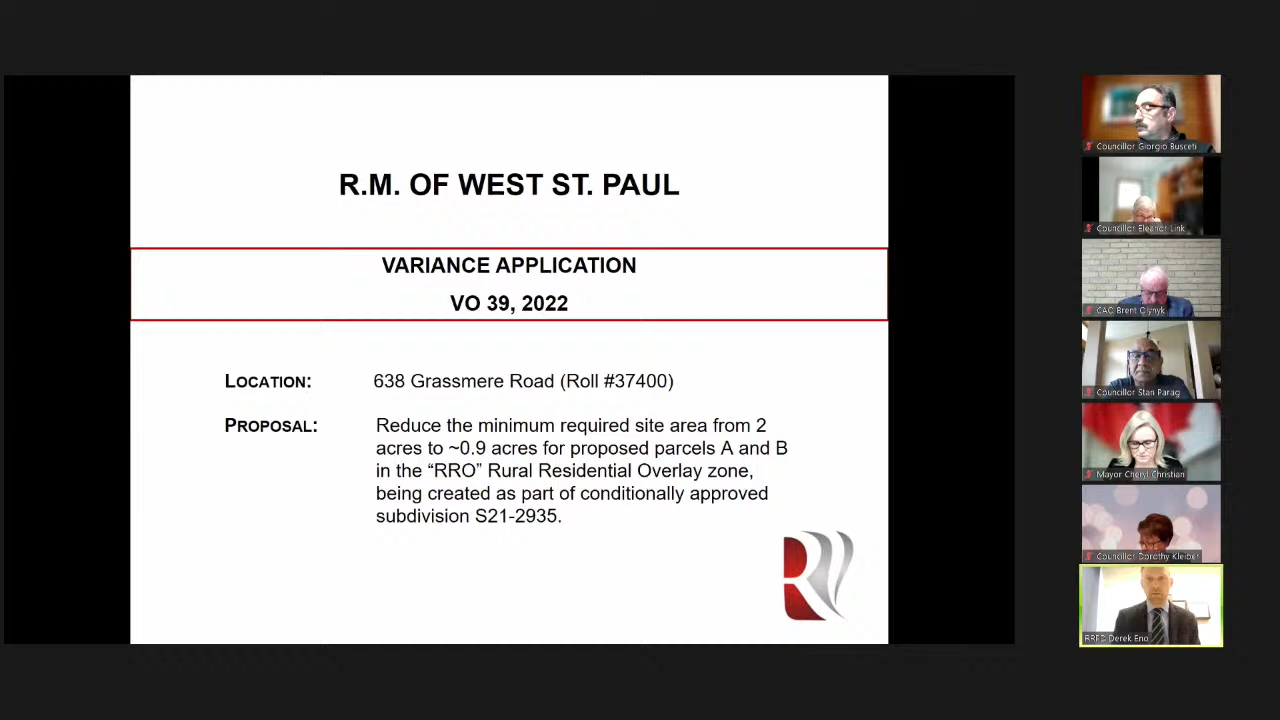 R.M. OF WEST ST. PAUL
VARIANCE APPLICATION
VO 39, 2022
LOCATION: 638 Grassmere Road (Roll #37400)
PROPOSAL: Reduce the minimum required site area from 2
acres to ~0.9 acres for proposed parcels A and B
in the “RRO” Rural Residential Overlay zone,
being created as part of conditionally approved
subdivision S21-2935.
Councillor Giorgio Busceti
Councillor Eleanor Link
CAO Brent Olynyk
Councillor Stan Parag
Mayor Cheryl Christian
Councillor Dorothy Kleiber
RRPD Derek Eno